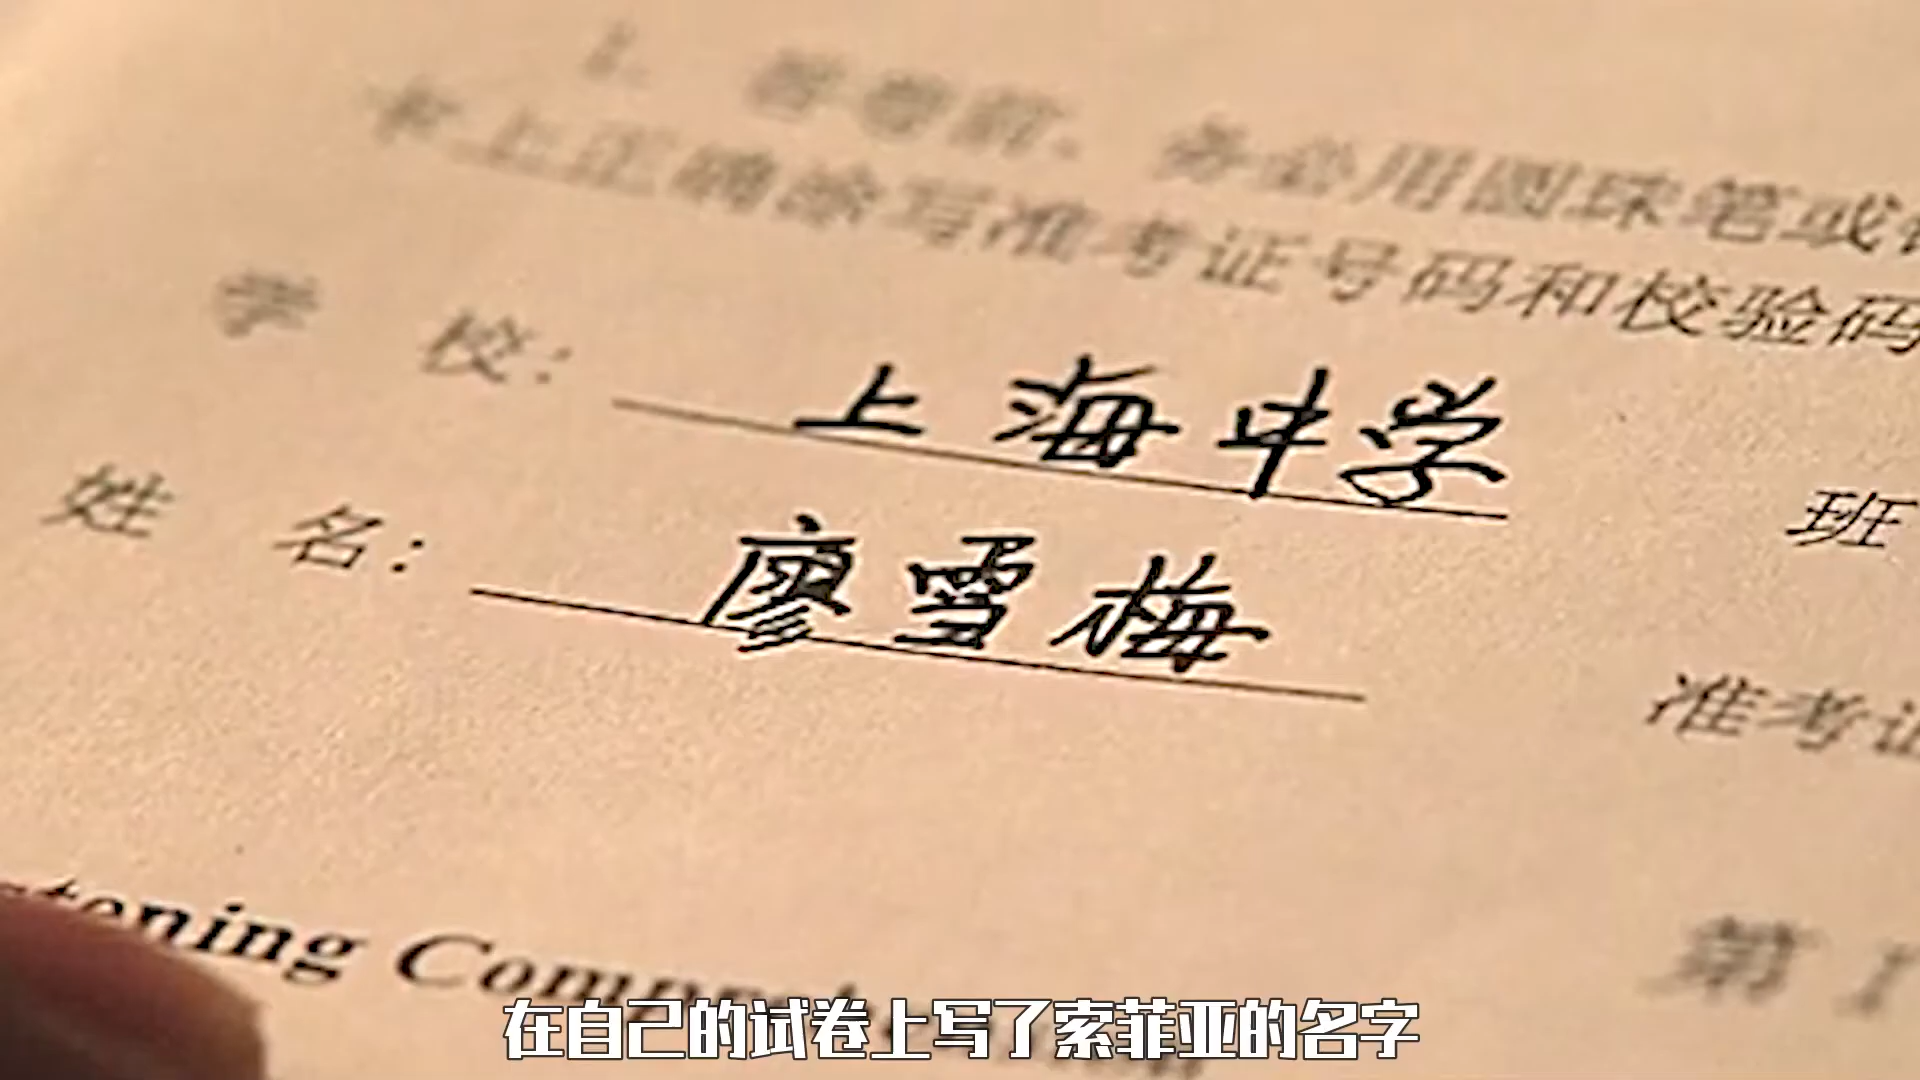 1. 答卷前，务必用圆珠笔或
卡上正确涂写准考证号码和校验码
学 校： 上海中学 班
姓 名： 廖雪梅 准考证
第 I
tening Compreh
在自己的试卷上写了索菲亚的名字